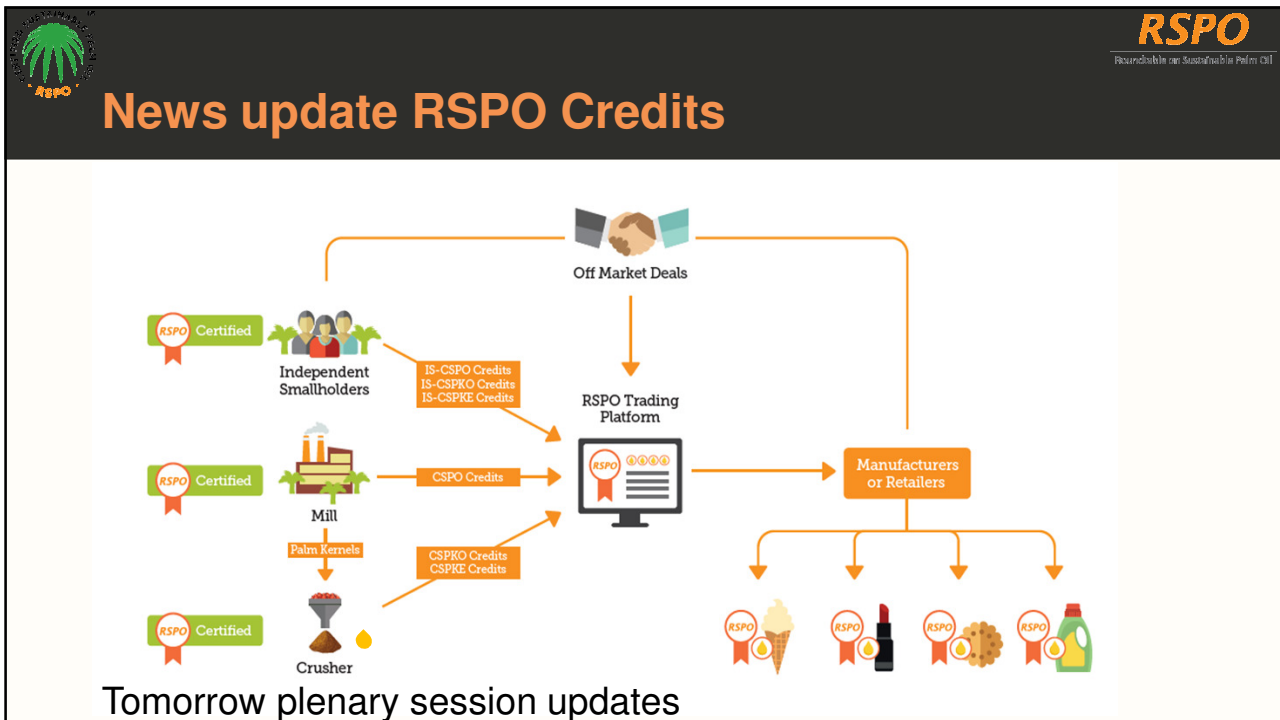 RSPO
RSPO
Roundtable on Sustainable Palm Oil
News update RSPO Credits
Off Market Deals
RSPO Certified
Independent
Smallholders
IS-CSPO Credits
IS-CSPKO Credits
IS-CSPKE Credits
RSPO Trading
Platform
RSPO
RSPO Certified
Mill
CSPO Credits
Manufacturers
or Retailers
Palm Kernels
CSPKO Credits
CSPKE Credits
RSPO Certified
Crusher
RSPO
RSPO
RSPO
RSPO
Tomorrow plenary session updates